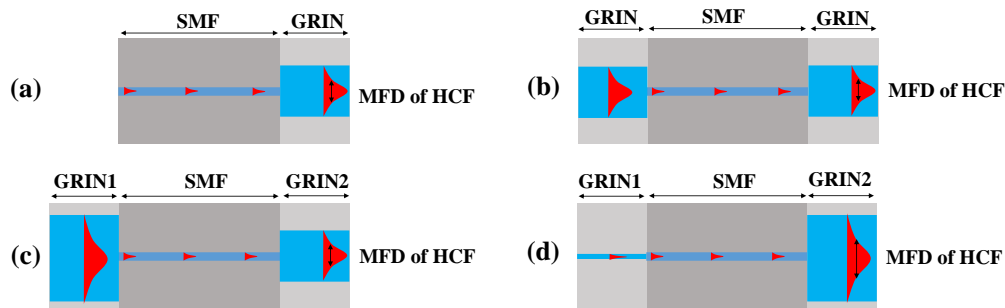 SMF GRIN
(a) MFD of HCF
GRIN SMF GRIN
(b) MFD of HCF
GRIN1 SMF GRIN2
(c) MFD of HCF
GRIN1 SMF GRIN2
(d) MFD of HCF